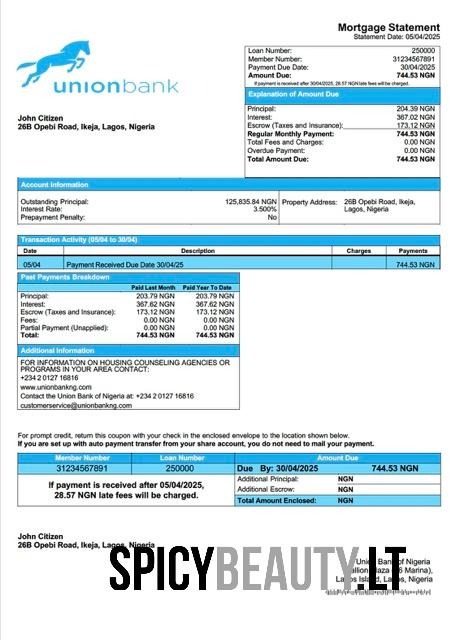 Mortgage Statement
Statement Date: 05/04/2025
unionbank
Loan Number: 250000
Member Number: 31234567891
Payment Due Date: 30/04/2025
Amount Due: 744.53 NGN
If payment is received after 30/04/2025, 28.57 NGN late fees will be charged.
John Citizen
26B Opebi Road, Ikeja, Lagos, Nigeria
Explanation of Amount Due
Principal: 204.39 NGN
Interest: 367.02 NGN
Escrow (Taxes and Insurance): 173.12 NGN
Regular Monthly Payment: 744.53 NGN
Total Fees and Charges: 0.00 NGN
Overdue Payment: 0.00 NGN
Total Amount Due: 744.53 NGN
Account Information
Outstanding Principal: 125,835.84 NGN Property Address: 26B Opebi Road, Ikeja,
Interest Rate: 3.500% Lagos, Nigeria
Prepayment Penalty: No
Transaction Activity (05/04 to 30/04)
Date Description Charges Payments
05/04 Payment Received Due Date 30/04/25 744.53 NGN
Past Payments Breakdown
Paid Last Month Paid Year To Date
Principal: 203.79 NGN 203.79 NGN
Interest: 367.62 NGN 367.62 NGN
Escrow (Taxes and Insurance): 173.12 NGN 173.12 NGN
Fees: 0.00 NGN 0.00 NGN
Partial Payment (Unapplied): 0.00 NGN 0.00 NGN
Total: 744.53 NGN 744.53 NGN
Additional Information
FOR INFORMATION ON HOUSING COUNSELING AGENCIES OR
PROGRAMS IN YOUR AREA CONTACT:
+234 2 0127 16816
www.unionbankng.com
Contact the Union Bank of Nigeria at: +234 2 0127 16816
customerservice@unionbankng.com
For prompt credit, return this coupon with your check in the enclosed envelope to the location shown below.
If you are set up with auto payment transfer from your share account, you do not need to mail your payment.
Member Number Loan Number Amount Due
31234567891 250000 Due By: 30/04/2025 744.53 NGN
If payment is received after 05/04/2025,
28.57 NGN late fees will be charged.
Additional Principal: NGN
Additional Escrow: NGN
Total Amount Enclosed: NGN
John Citizen
26B Opebi Road, Ikeja, Lagos, Nigeria
SPICYBEAUTY.LT
Union Bank of Nigeria
Marina),
Lagos Island, Lagos, Nigeria